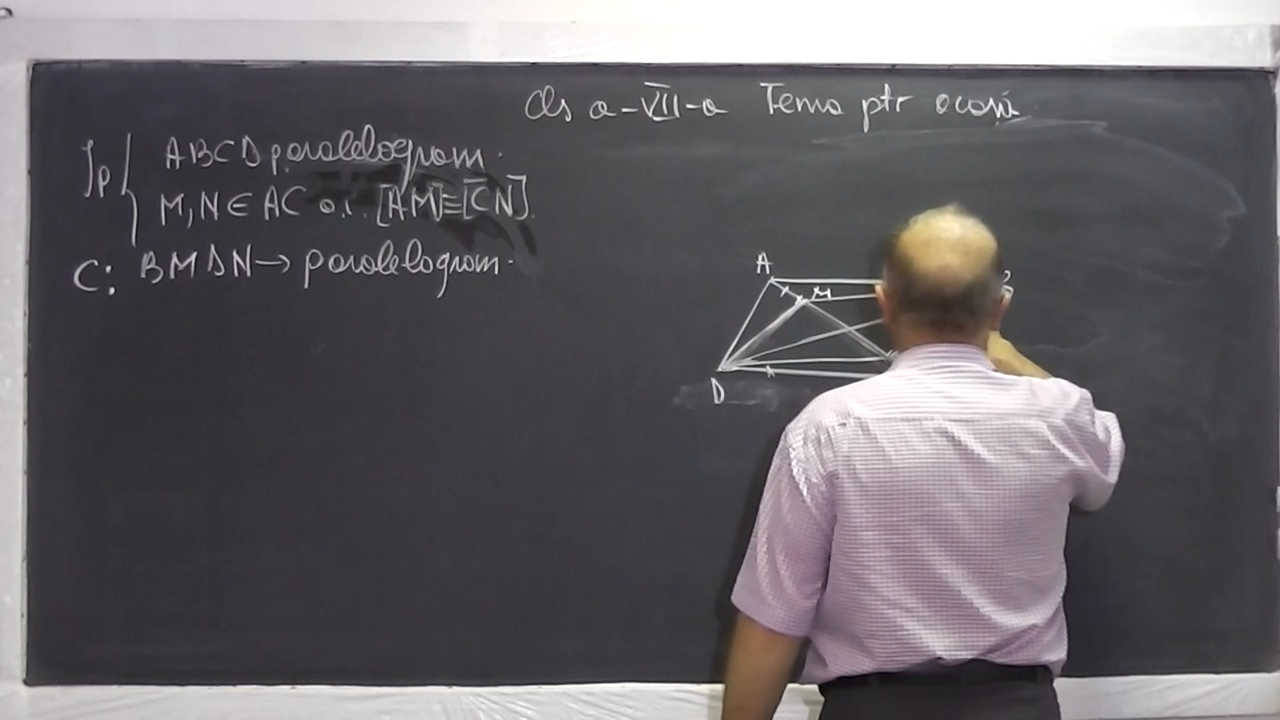 Cls a-VII-a Tema ptr acasă
Ip { ABCD paralelogram.
M,N ∈ AC a.î. [AM]≡[CN].
C: BMDN → paralelogram.
A
M
D